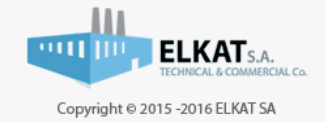 ELKAT S.A.
TECHNICAL & COMMERCIAL Co.
Copyright © 2015 -2016 ELKAT SA